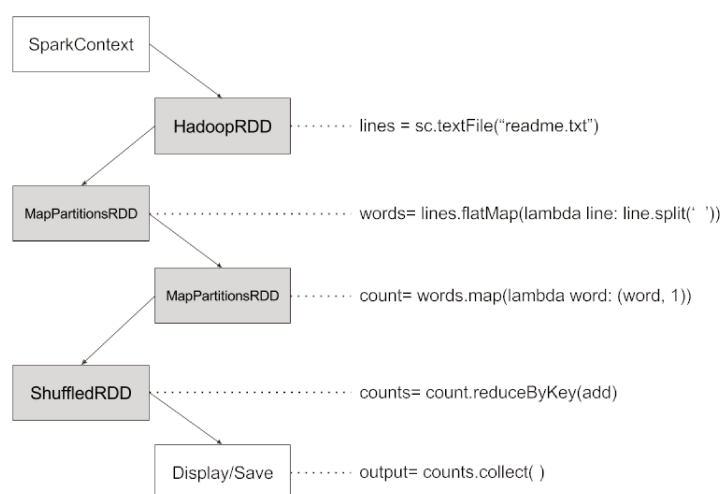 SparkContext
HadoopRDD lines = sc.textFile(“readme.txt”)
MapPartitionsRDD words= lines.flatMap(lambda line: line.split(‘ ’))
MapPartitionsRDD count= words.map(lambda word: (word, 1))
ShuffledRDD counts= count.reduceByKey(add)
Display/Save output= counts.collect( )